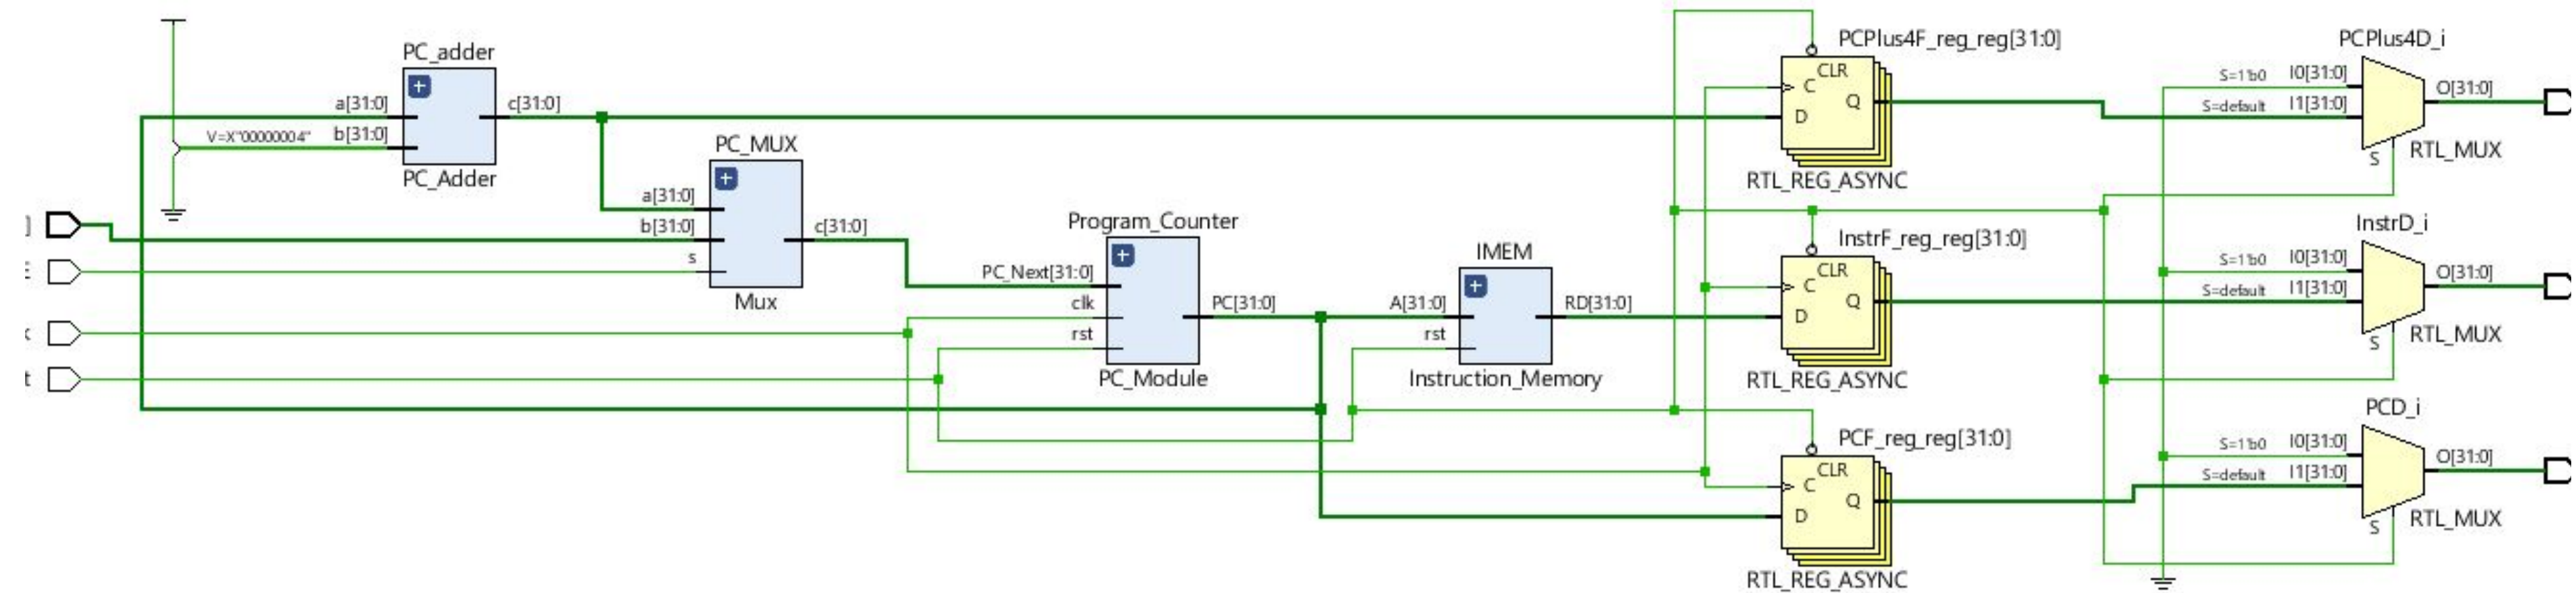 PC_adder
a[31:0]
c[31:0]
V=X"00000004"
b[31:0]
PC_Adder
PC_MUX
a[31:0]
b[31:0]
c[31:0]
s
Mux
]
k
t
Program_Counter
PC_Next[31:0]
clk
PC[31:0]
rst
PC_Module
IMEM
A[31:0]
RD[31:0]
rst
Instruction_Memory
PCPlus4F_reg_reg[31:0]
CLR
C
Q
D
RTL_REG_ASYNC
InstrF_reg_reg[31:0]
CLR
C
Q
D
RTL_REG_ASYNC
PCF_reg_reg[31:0]
CLR
C
Q
D
RTL_REG_ASYNC
PCPlus4D_i
S=1'b0 I0[31:0]
O[31:0]
S=default I1[31:0]
S
RTL_MUX
InstrD_i
S=1'b0 I0[31:0]
O[31:0]
S=default I1[31:0]
S
RTL_MUX
PCD_i
S=1'b0 I0[31:0]
O[31:0]
S=default I1[31:0]
S
RTL_MUX